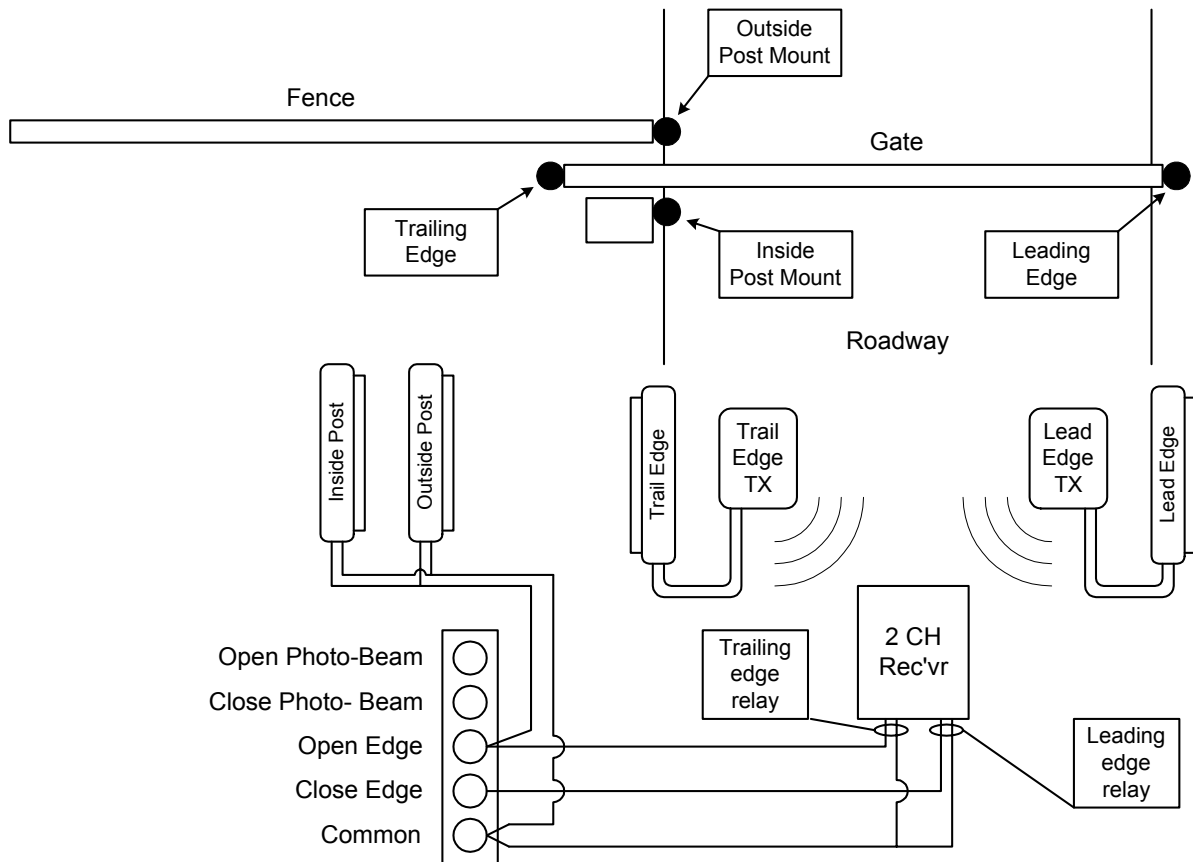 Outside
Post Mount
Fence
Gate
Trailing
Edge
Inside
Post Mount
Leading
Edge
Roadway
Inside Post
Outside Post
Trail Edge
Trail
Edge
TX
Lead
Edge
TX
Lead Edge
Open Photo-Beam
Close Photo- Beam
Open Edge
Close Edge
Common
Trailing
edge
relay
2 CH
Rec'vr
Leading
edge
relay